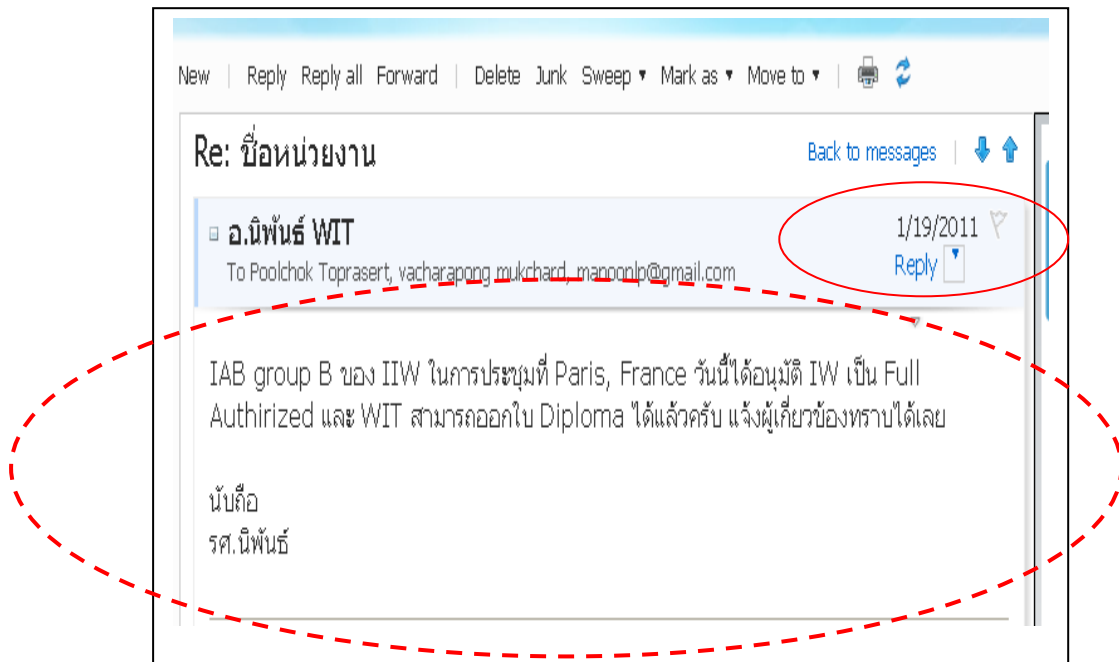 New | Reply Reply all Forward | Delete Junk Sweep Mark as Move to
Re: ชื่อหน่วยงาน
Back to messages
อ.นิพันธ์ WIT
1/19/2011
To Poolchok Toprasert, vacharapong mukchard, manoonlp@gmail.com
Reply
IAB group B ของ IIW ในการประชุมที่ Paris, France วันนี้ได้อนุมัติ IW เป็น Full
Authirized และ WIT สามารถออกใบ Diploma ได้แล้วครับ แจ้งผู้เกี่ยวข้องทราบได้เลย
นับถือ
รศ.นิพันธ์